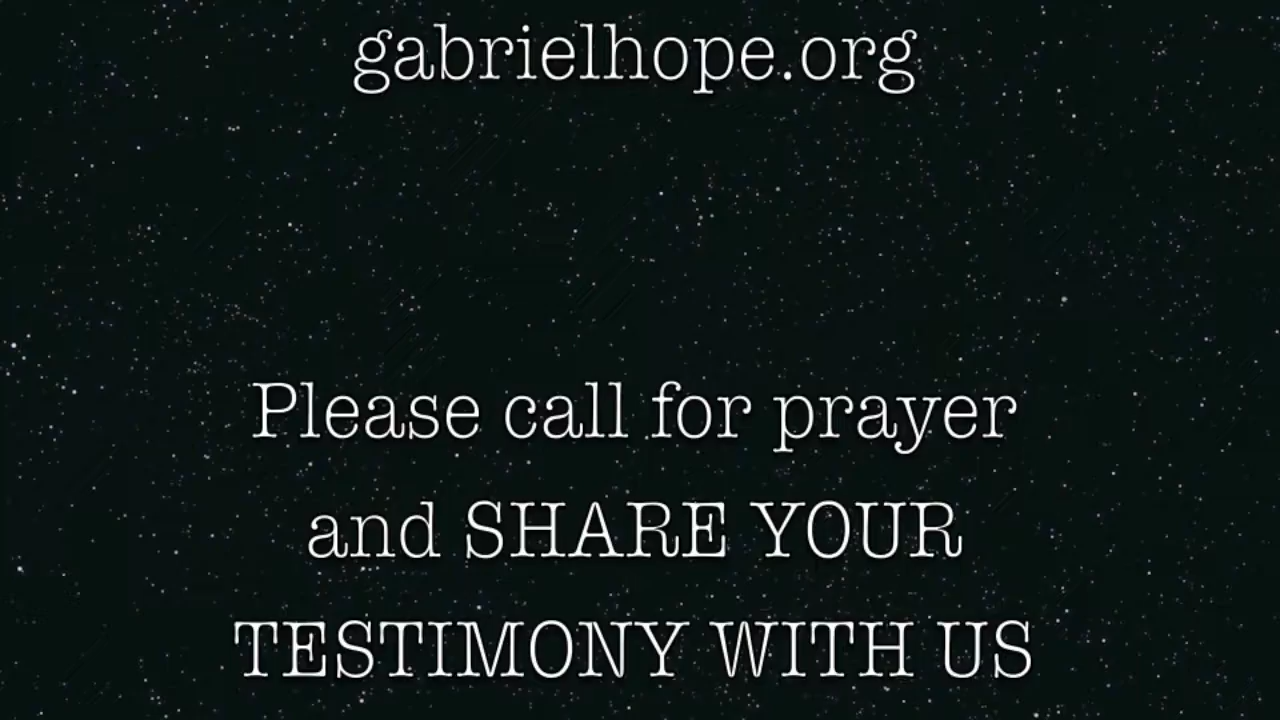 gabrielhope.org
Please call for prayer
and SHARE YOUR
TESTIMONY WITH US